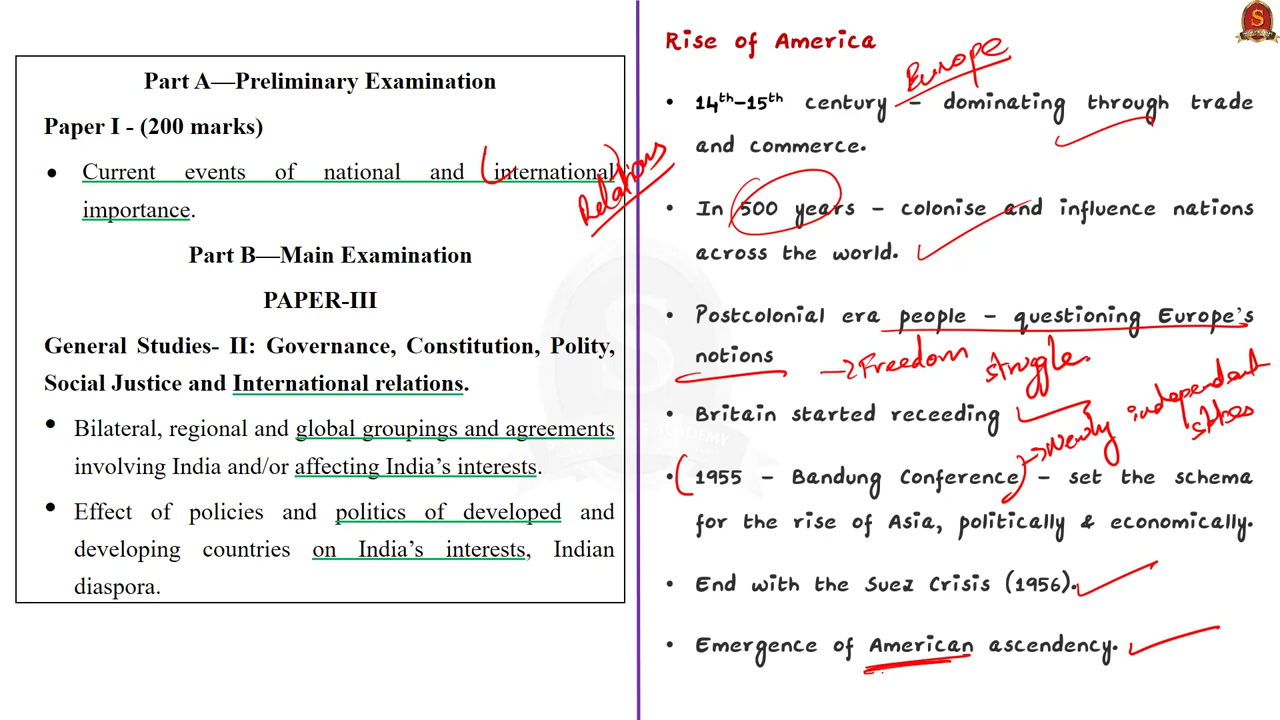 Part A—Preliminary Examination
Paper I - (200 marks)
• Current events of national and (international)
importance.
Relations
Part B—Main Examination
PAPER-III
General Studies- II: Governance, Constitution, Polity,
Social Justice and International relations.
• Bilateral, regional and global groupings and agreements
involving India and/or affecting India's interests.
• Effect of policies and politics of developed and
developing countries on India's interests, Indian
diaspora.
Rise of America
Europe
• 14th-15th century - dominating through trade
and commerce.
• In 500 years - colonise and influence nations
across the world.
• Postcolonial era people - questioning Europe's
notions → Freedom struggle.
• Britain started receeding
→ Newly independent
states
• (1955 - Bandung Conference) - set the schema
for the rise of Asia, politically & economically.
• End with the Suez Crisis (1956).
• Emergence of American ascendency.
S